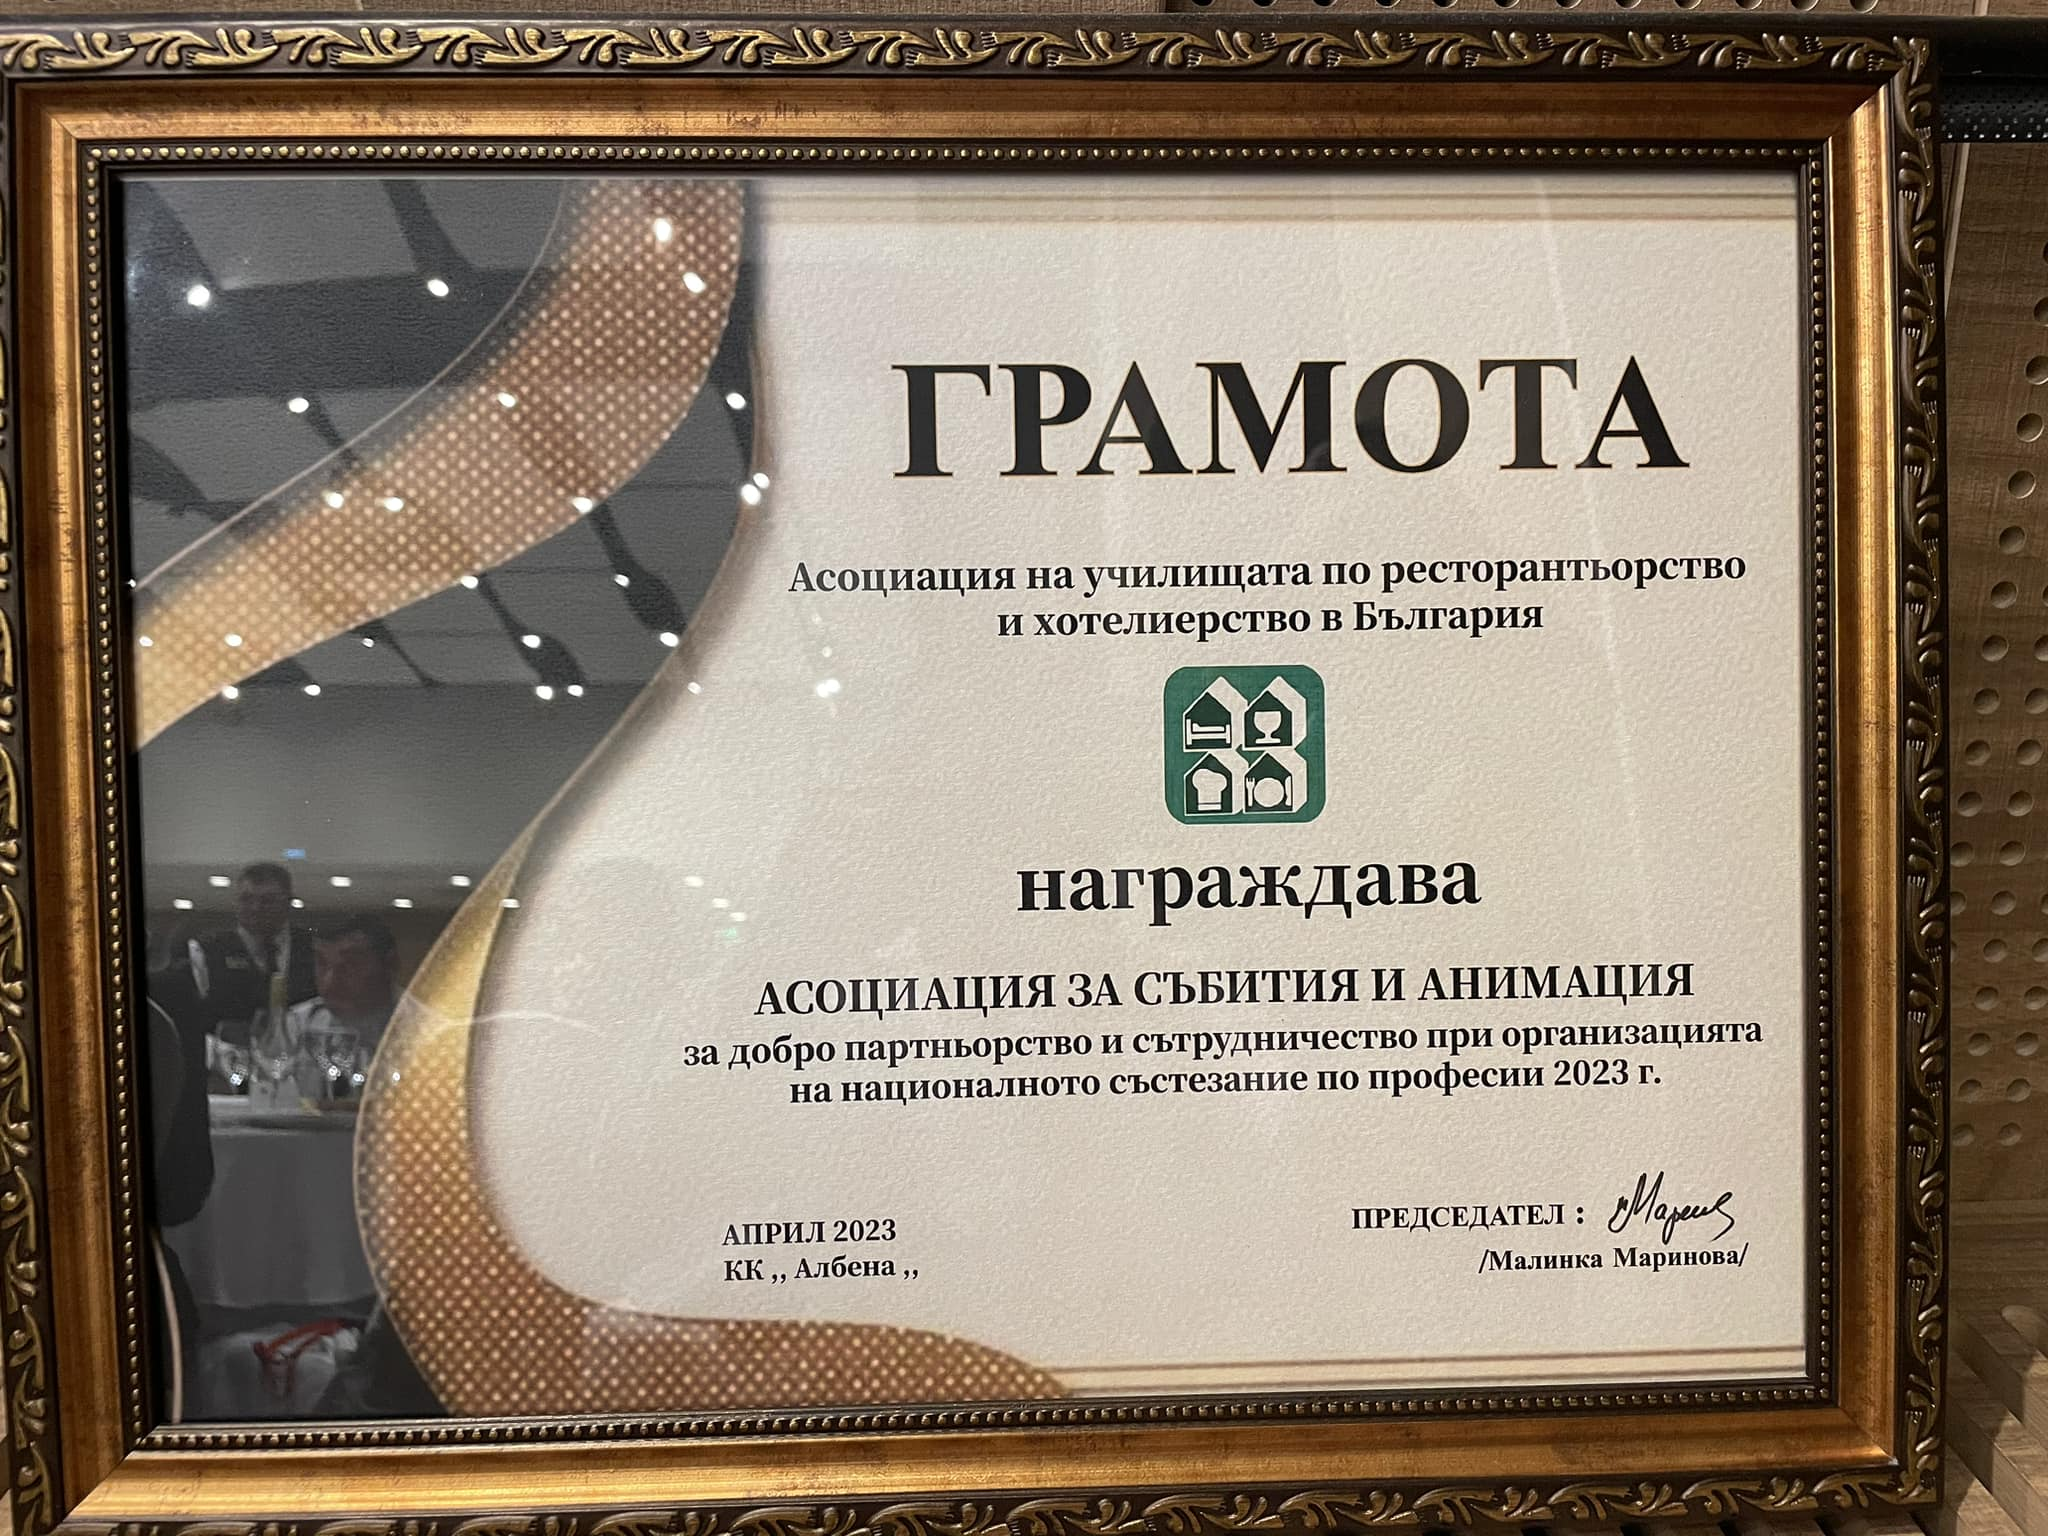 ГРАМОТА
Асоциация на училищата по ресторантьорство
и хотелиерство в България
награждава
АСОЦИАЦИЯ ЗА СЪБИТИЯ И АНИМАЦИЯ
за добро партньорство и сътрудничество при организацията
на националното състезание по професии 2023 г.
АПРИЛ 2023
КК ,, Албена ,,
ПРЕДСЕДАТЕЛ :
/Малинка Маринова/